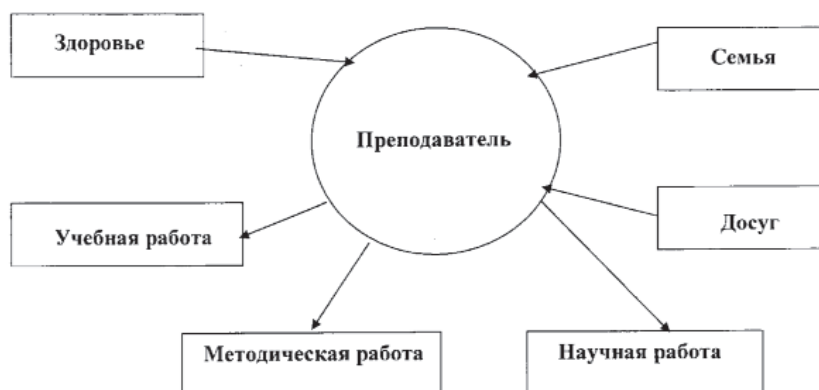 Здоровье
Семья
Преподаватель
Учебная работа
Досуг
Методическая работа
Научная работа